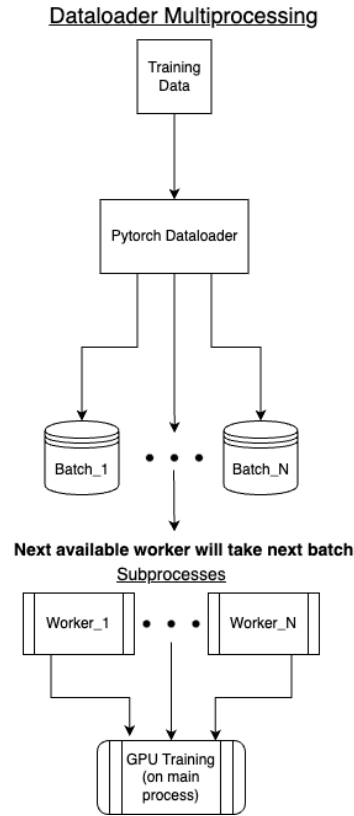 Dataloader Multiprocessing
Training
Data
Pytorch Dataloader
Batch_1
Batch_N
Next available worker will take next batch
Subprocesses
Worker_1
Worker_N
GPU Training
(on main
process)